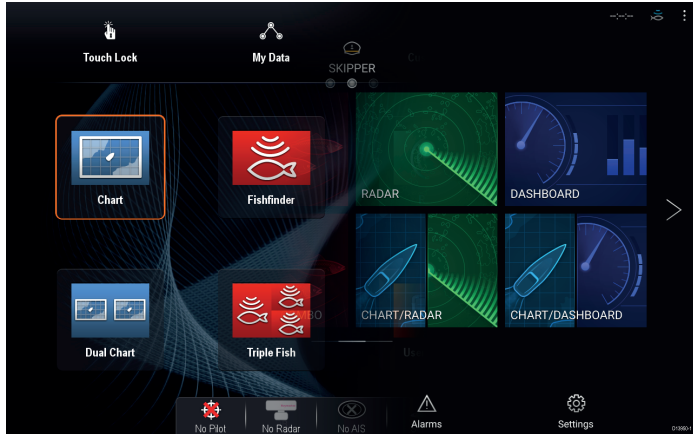 --:--:--
Touch Lock
My Data
SKIPPER
Chart
Fishfinder
RADAR
DASHBOARD
Dual Chart
Triple Fish
CHART/RADAR
CHART/DASHBOARD
No Pilot
No Radar
No AIS
Alarms
Settings
D13950-1